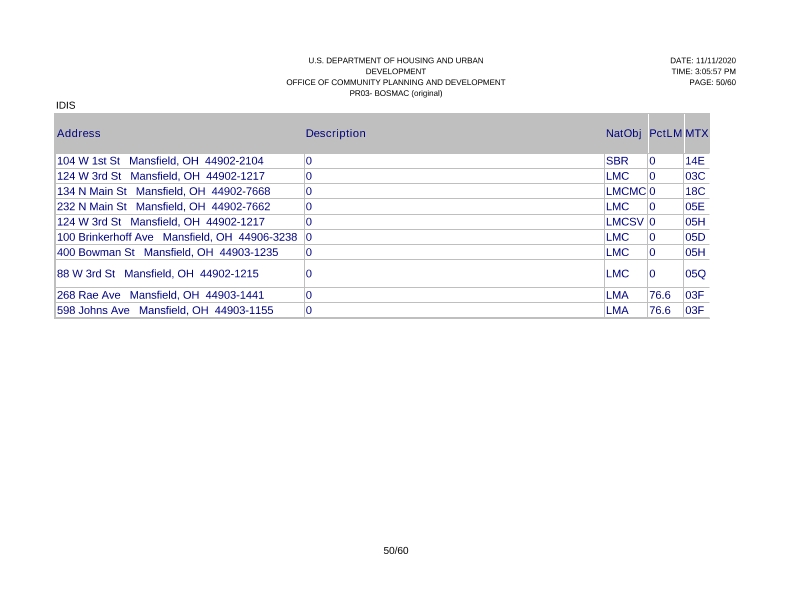 U.S. DEPARTMENT OF HOUSING AND URBAN DATE: 11/11/2020
DEVELOPMENT TIME: 3:05:57 PM
OFFICE OF COMMUNITY PLANNING AND DEVELOPMENT PAGE: 50/60
PR03- BOSMAC (original)
IDIS
Address Description NatObj PctLM MTX
104 W 1st St Mansfield, OH 44902-2104 0 SBR 0 14E
124 W 3rd St Mansfield, OH 44902-1217 0 LMC 0 03C
134 N Main St Mansfield, OH 44902-7668 0 LMCMC 0 18C
232 N Main St Mansfield, OH 44902-7662 0 LMC 0 05E
124 W 3rd St Mansfield, OH 44902-1217 0 LMCSV 0 05H
100 Brinkerhoff Ave Mansfield, OH 44906-3238 0 LMC 0 05D
400 Bowman St Mansfield, OH 44903-1235 0 LMC 0 05H
88 W 3rd St Mansfield, OH 44902-1215 0 LMC 0 05Q
268 Rae Ave Mansfield, OH 44903-1441 0 LMA 76.6 03F
598 Johns Ave Mansfield, OH 44903-1155 0 LMA 76.6 03F
50/60